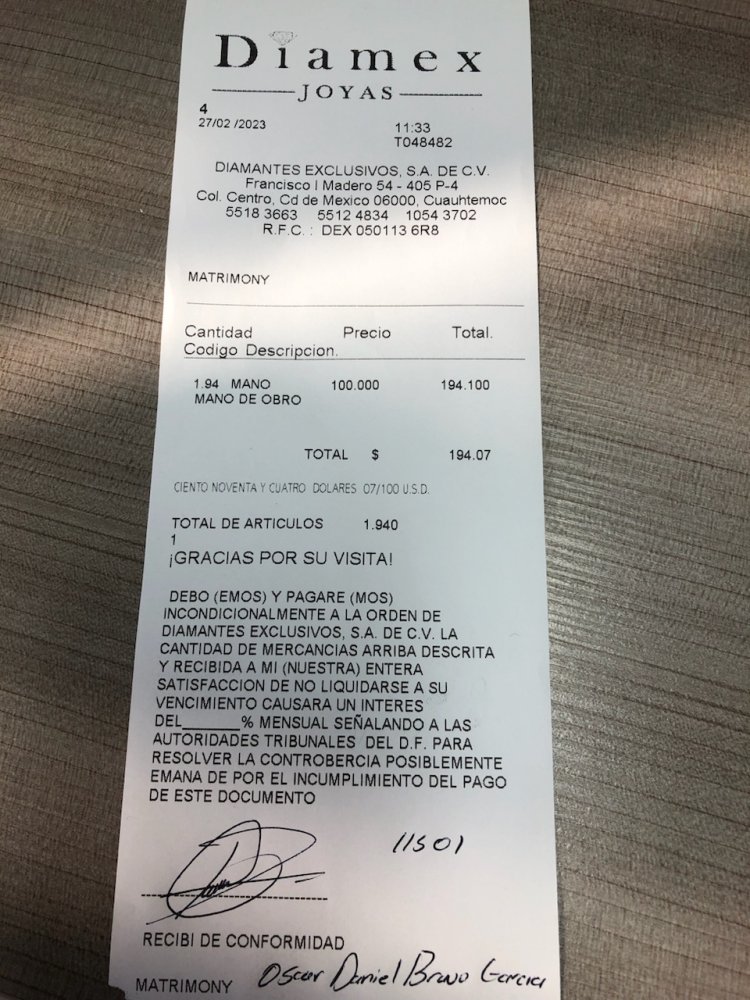 Diamex
JOYAS
4
27/02 /2023 11:33
T048482
DIAMANTES EXCLUSIVOS, S.A. DE C.V.
Francisco I Madero 54 - 405 P-4
Col. Centro, Cd de Mexico 06000, Cuauhtemoc
5518 3663 5512 4834 1054 3702
R.F.C. : DEX 050113 6R8
MATRIMONY
Cantidad Precio Total.
Codigo Descripcion.
1.94 MANO 100.000 194.100
MANO DE OBRO
TOTAL $ 194.07
CIENTO NOVENTA Y CUATRO DOLARES 07/100 U.S.D.
TOTAL DE ARTICULOS 1.940
1
¡GRACIAS POR SU VISITA!
DEBO (EMOS) Y PAGARE (MOS)
INCONDICIONALMENTE A LA ORDEN DE
DIAMANTES EXCLUSIVOS, S.A. DE C.V. LA
CANTIDAD DE MERCANCIAS ARRIBA DESCRITA
Y RECIBIDA A MI (NUESTRA) ENTERA
SATISFACCION DE NO LIQUIDARSE A SU
VENCIMIENTO CAUSARA UN INTERES
DEL_______% MENSUAL SEÑALANDO A LAS
AUTORIDADES TRIBUNALES DEL D.F. PARA
RESOLVER LA CONTROBERCIA POSIBLEMENTE
EMANA DE POR EL INCUMPLIMIENTO DEL PAGO
DE ESTE DOCUMENTO
11501
RECIBI DE CONFORMIDAD
MATRIMONY Oscar Daniel Bravo Garcia